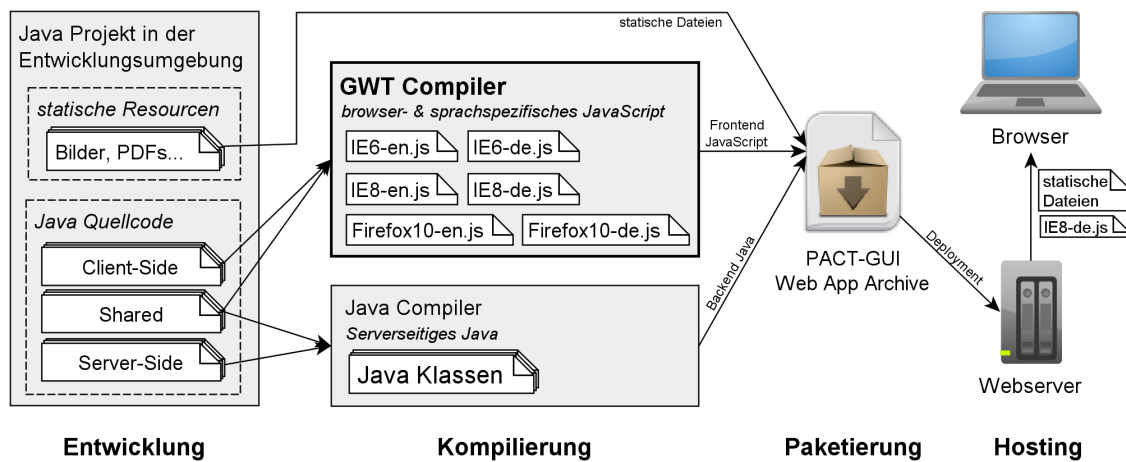 Java Projekt in der
Entwicklungsumgebung
statische Resourcen
Bilder, PDFs...
Java Quellcode
Client-Side
Shared
Server-Side
Entwicklung
GWT Compiler
browser- & sprachspezifisches JavaScript
IE6-en.js
IE6-de.js
IE8-en.js
IE8-de.js
Firefox10-en.js
Firefox10-de.js
Java Compiler
Serverseitiges Java
Java Klassen
Kompilierung
statische Dateien
Frontend
JavaScript
Backend Java
PACT-GUI
Web App Archive
Paketierung
Deployment
Browser
statische
Dateien
IE8-de.js
Webserver
Hosting